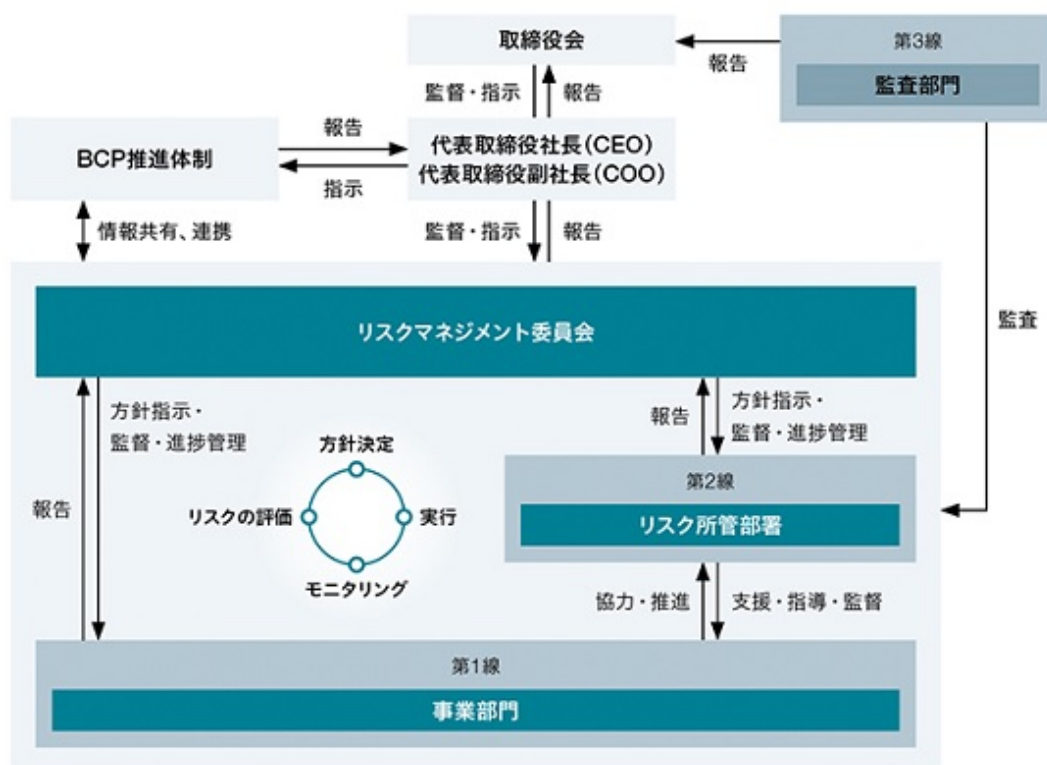 取締役会
第3線
監査部門
報告
監督・指示
報告
BCP推進体制
報告
指示
代表取締役社長(CEO)
代表取締役副社長(COO)
情報共有、連携
監督・指示
報告
監査
リスクマネジメント委員会
方針指示・
監督・進捗管理
報告
方針決定
リスクの評価
実行
モニタリング
報告
方針指示・
監督・進捗管理
第2線
リスク所管部署
協力・推進
支援・指導・監督
第1線
事業部門